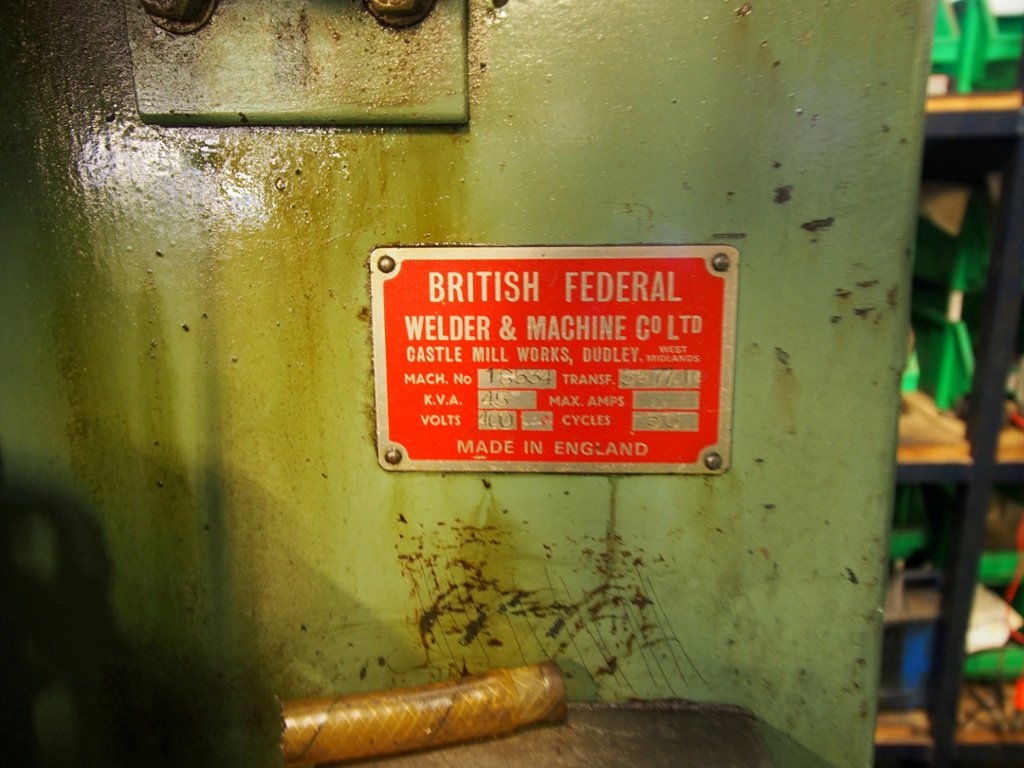 BRITISH FEDERAL
WELDER & MACHINE Co LTD
CASTLE MILL WORKS, DUDLEY. WEST MIDLANDS
MACH. No 18554 TRANSF.
K.V.A. 45 MAX. AMPS
VOLTS 400 CYCLES 50
MADE IN ENGLAND